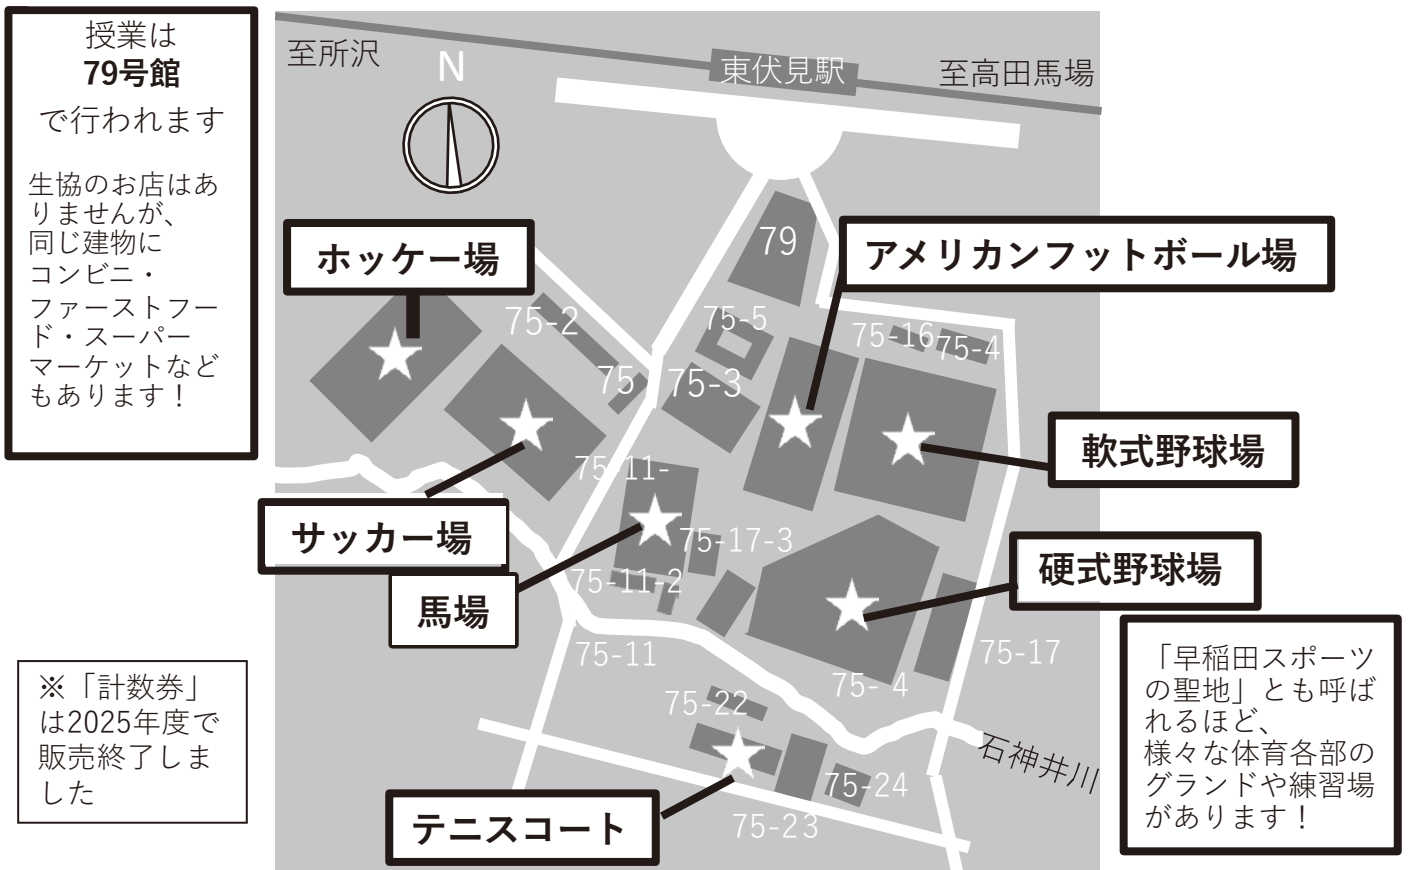 授業は
79号館
で行われます
生協のお店はあ
りませんが、
同じ建物に
コンビニ・
ファーストフー
ド・スーパー
マーケットなど
もあります！
至所沢
N
東伏見駅
至高田馬場
ホッケー場
79
アメリカンフットボール場
75-2
75-5
75-16
75-4
75
75-3
軟式野球場
75-11-
サッカー場
75-17-3
硬式野球場
75-11-2
馬場
75-11
75-17
75- 4
75-22
石神井川
75-24
テニスコート
75-23
※「計数券」
は2025年度で
販売終了しま
した
「早稲田スポーツ
の聖地」とも呼ば
れるほど、
様々な体育各部の
グランドや練習場
があります！